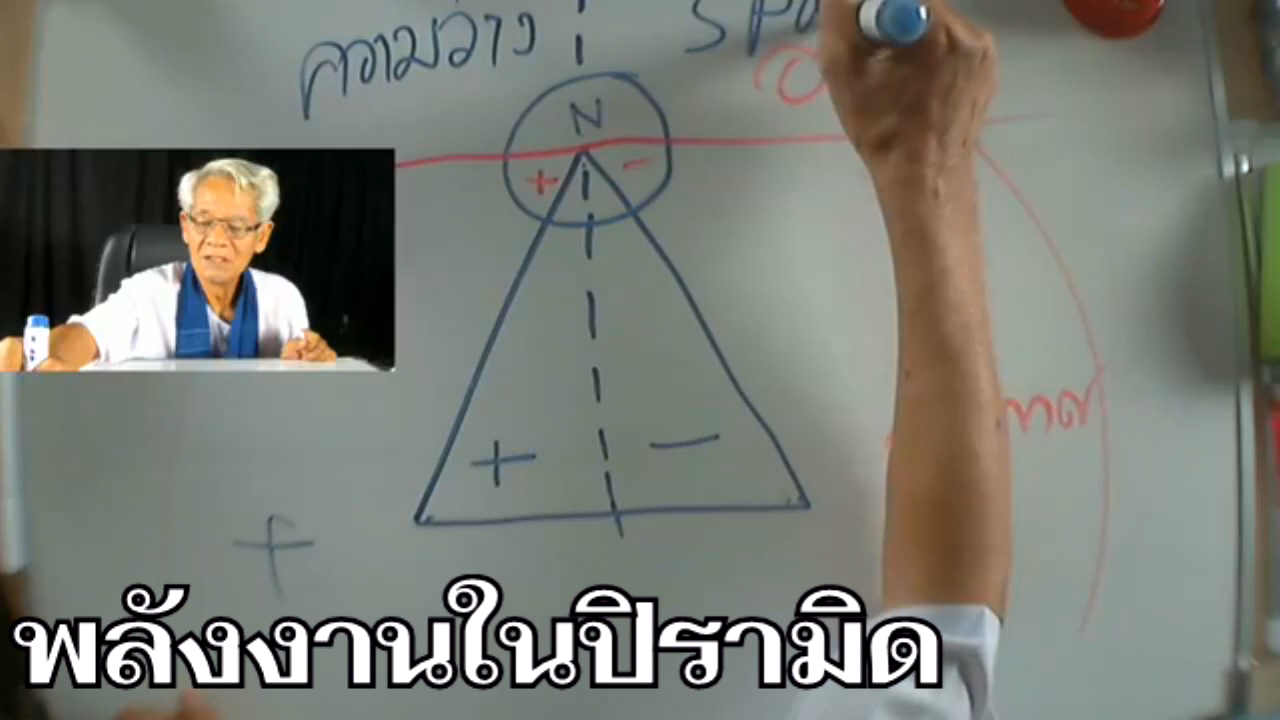 ความว่าง
N
+ -
+ -
+
พลังงานในปิรามิด